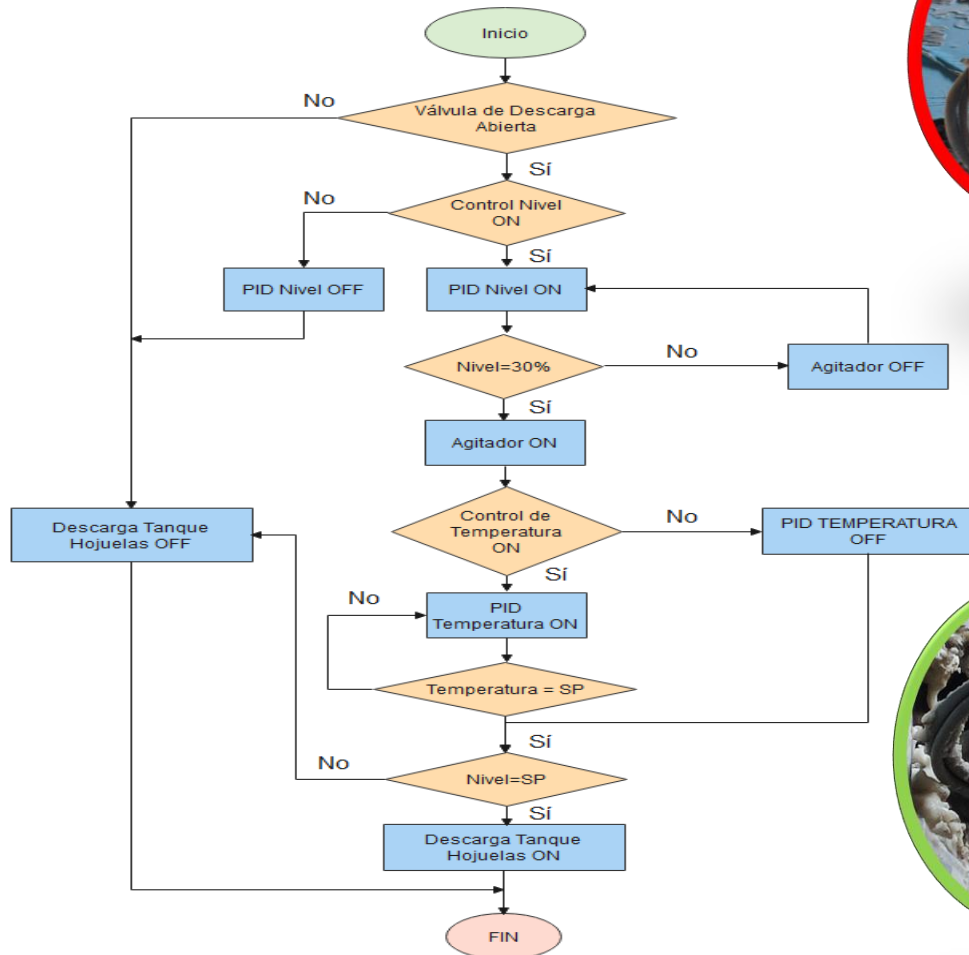 Inicio
No
Válvula de Descarga
Abierta
Sí
No
Control Nivel
ON
Sí
PID Nivel OFF
PID Nivel ON
Nivel=30%
No
Agitador OFF
Sí
Agitador ON
Descarga Tanque
Hojuelas OFF
Control de
Temperatura
ON
No
PID TEMPERATURA
OFF
Sí
No
PID
Temperatura ON
Temperatura = SP
Sí
No
Nivel=SP
Sí
Descarga Tanque
Hojuelas ON
FIN